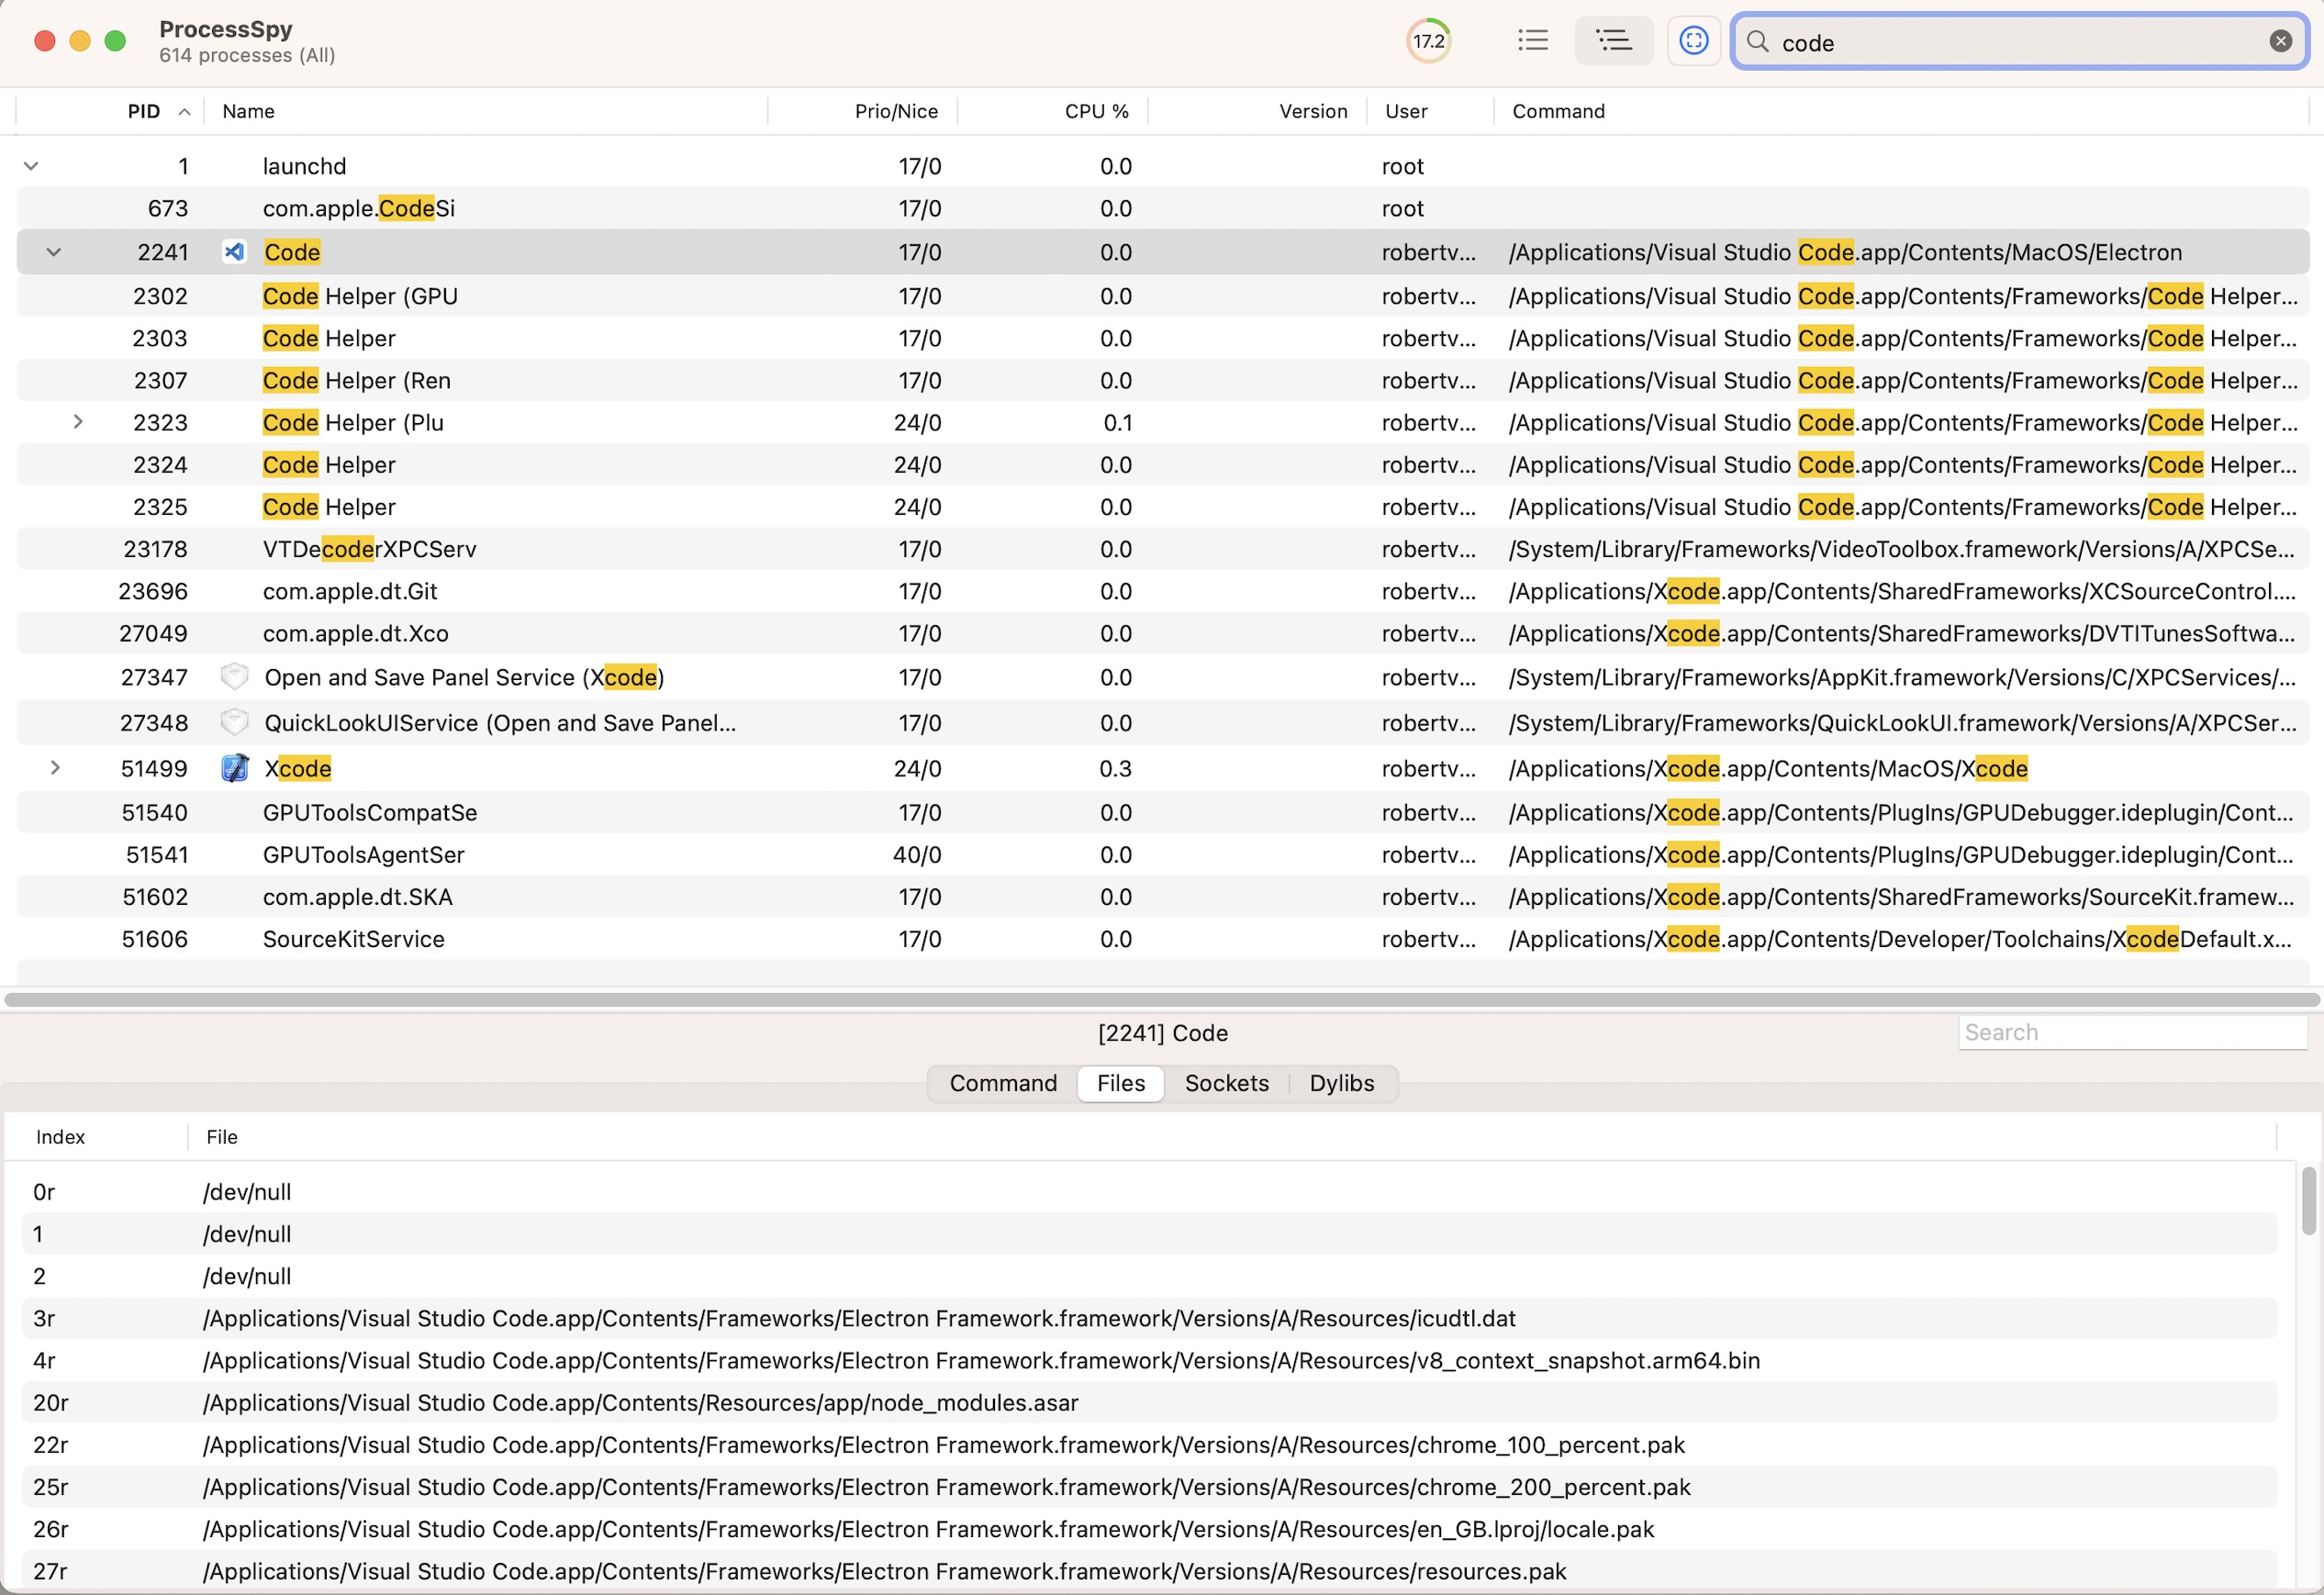 ProcessSpy
614 processes (All)
17.2
code
PID Name Prio/Nice CPU % Version User Command
1 launchd 17/0 0.0 root
673 com.apple.CodeSi 17/0 0.0 root
2241 Code 17/0 0.0 robertv... /Applications/Visual Studio Code.app/Contents/MacOS/Electron
2302 Code Helper (GPU 17/0 0.0 robertv... /Applications/Visual Studio Code.app/Contents/Frameworks/Code Helper...
2303 Code Helper 17/0 0.0 robertv... /Applications/Visual Studio Code.app/Contents/Frameworks/Code Helper...
2307 Code Helper (Ren 17/0 0.0 robertv... /Applications/Visual Studio Code.app/Contents/Frameworks/Code Helper...
2323 Code Helper (Plu 24/0 0.1 robertv... /Applications/Visual Studio Code.app/Contents/Frameworks/Code Helper...
2324 Code Helper 24/0 0.0 robertv... /Applications/Visual Studio Code.app/Contents/Frameworks/Code Helper...
2325 Code Helper 24/0 0.0 robertv... /Applications/Visual Studio Code.app/Contents/Frameworks/Code Helper...
23178 VTDecoderXPCServ 17/0 0.0 robertv... /System/Library/Frameworks/VideoToolbox.framework/Versions/A/XPCSe...
23696 com.apple.dt.Git 17/0 0.0 robertv... /Applications/Xcode.app/Contents/SharedFrameworks/XCSourceControl....
27049 com.apple.dt.Xco 17/0 0.0 robertv... /Applications/Xcode.app/Contents/SharedFrameworks/DVTITunesSoftwa...
27347 Open and Save Panel Service (Xcode) 17/0 0.0 robertv... /System/Library/Frameworks/AppKit.framework/Versions/C/XPCServices/...
27348 QuickLookUIService (Open and Save Panel... 17/0 0.0 robertv... /System/Library/Frameworks/QuickLookUI.framework/Versions/A/XPCSer...
51499 Xcode 24/0 0.3 robertv... /Applications/Xcode.app/Contents/MacOS/Xcode
51540 GPUToolsCompatSe 17/0 0.0 robertv... /Applications/Xcode.app/Contents/PlugIns/GPUDebugger.ideplugin/Cont...
51541 GPUToolsAgentSer 40/0 0.0 robertv... /Applications/Xcode.app/Contents/PlugIns/GPUDebugger.ideplugin/Cont...
51602 com.apple.dt.SKA 17/0 0.0 robertv... /Applications/Xcode.app/Contents/SharedFrameworks/SourceKit.framew...
51606 SourceKitService 17/0 0.0 robertv... /Applications/Xcode.app/Contents/Developer/Toolchains/XcodeDefault.x...
[2241] Code
Search
Command Files Sockets Dylibs
Index File
0r /dev/null
1 /dev/null
2 /dev/null
3r /Applications/Visual Studio Code.app/Contents/Frameworks/Electron Framework.framework/Versions/A/Resources/icudtl.dat
4r /Applications/Visual Studio Code.app/Contents/Frameworks/Electron Framework.framework/Versions/A/Resources/v8_context_snapshot.arm64.bin
20r /Applications/Visual Studio Code.app/Contents/Resources/app/node_modules.asar
22r /Applications/Visual Studio Code.app/Contents/Frameworks/Electron Framework.framework/Versions/A/Resources/chrome_100_percent.pak
25r /Applications/Visual Studio Code.app/Contents/Frameworks/Electron Framework.framework/Versions/A/Resources/chrome_200_percent.pak
26r /Applications/Visual Studio Code.app/Contents/Frameworks/Electron Framework.framework/Versions/A/Resources/en_GB.lproj/locale.pak
27r /Applications/Visual Studio Code.app/Contents/Frameworks/Electron Framework.framework/Versions/A/Resources/resources.pak